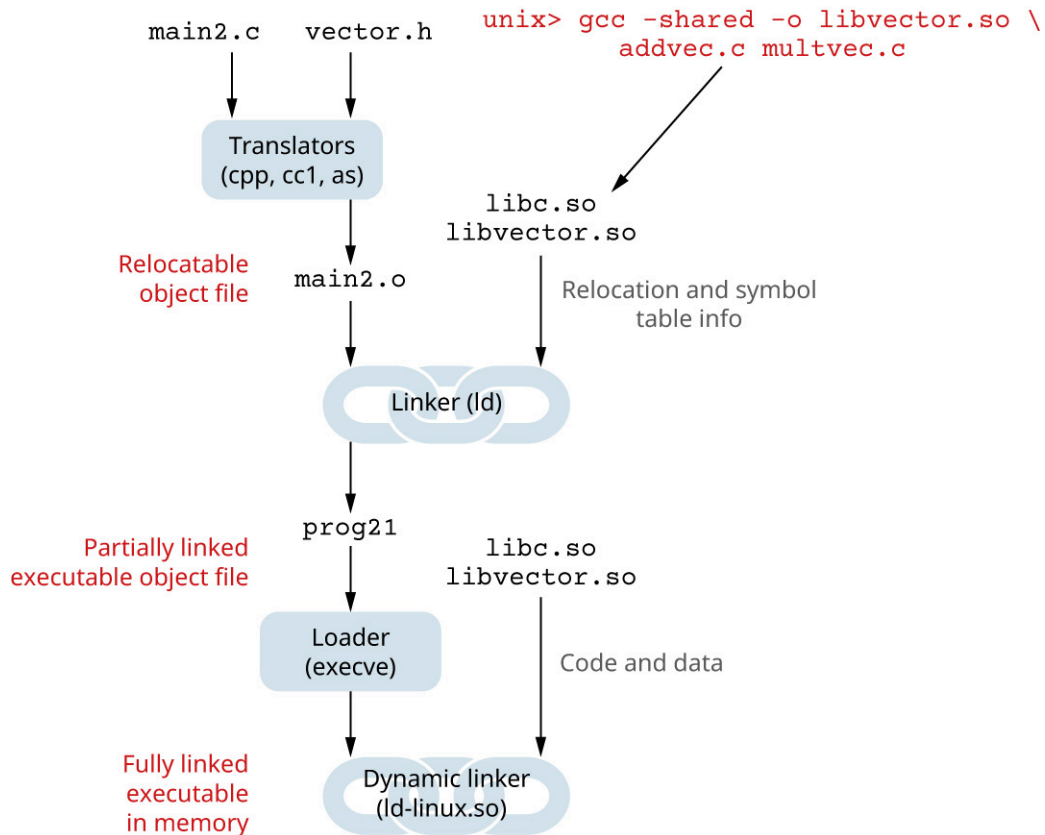 main2.c vector.h
unix> gcc -shared -o libvector.so \
addvec.c multvec.c
Translators
(cpp, cc1, as)
libc.so
libvector.so
Relocatable
object file
main2.o
Relocation and symbol
table info
Linker (ld)
prog21
Partially linked
executable object file
libc.so
libvector.so
Loader
(execve)
Code and data
Fully linked
executable
in memory
Dynamic linker
(ld-linux.so)